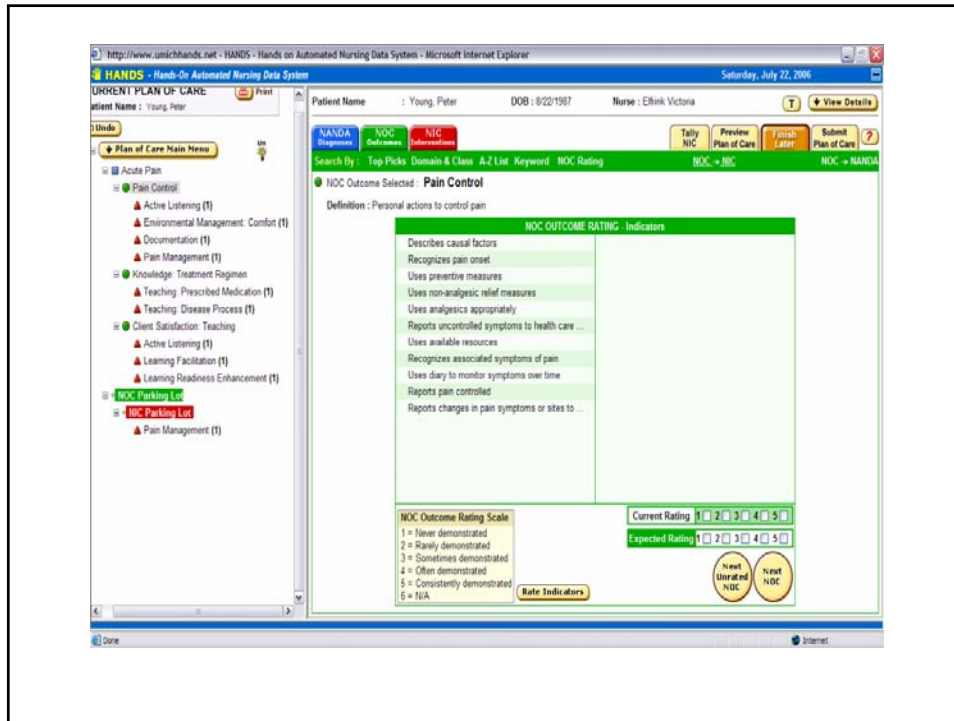 http://www.umichhands.net - HANDS - Hands on Automated Nursing Data System - Microsoft Internet Explorer
HANDS - Hands-On Automated Nursing Data System
Saturday, July 22, 2006
URRENT PLAN OF CARE
Print
atient Name : Young, Peter
Undo
Plan of Care Main Menu
Acute Pain
Pain Control
Active Listening (1)
Environmental Management: Comfort (1)
Documentation (1)
Pain Management (1)
Knowledge: Treatment Regimen
Teaching: Prescribed Medication (1)
Teaching: Disease Process (1)
Client Satisfaction: Teaching
Active Listening (1)
Learning Facilitation (1)
Learning Readiness Enhancement (1)
NOC Parking Lot
NIC Parking Lot
Pain Management (1)
Patient Name : Young, Peter DOB : 8/22/1987 Nurse : Elfrink Victoria
T
View Details
NANDA Diagnoses
NOC Outcomes
NIC Interventions
Tally NIC
Preview Plan of Care
Finish Later
Submit Plan of Care
?
Search By : Top Picks Domain & Class A-Z List Keyword NOC Rating NOC -> NIC NOC -> NANDA
NOC Outcome Selected : Pain Control
Definition : Personal actions to control pain
NOC OUTCOME RATING - Indicators
Describes causal factors
Recognizes pain onset
Uses preventive measures
Uses non-analgesic relief measures
Uses analgesics appropriately
Reports uncontrolled symptoms to health care ...
Uses available resources
Recognizes associated symptoms of pain
Uses diary to monitor symptoms over time
Reports pain controlled
Reports changes in pain symptoms or sites to ...
NOC Outcome Rating Scale
1 = Never demonstrated
2 = Rarely demonstrated
3 = Sometimes demonstrated
4 = Often demonstrated
5 = Consistently demonstrated
6 = N/A
Rate Indicators
Current Rating 1 2 3 4 5
Expected Rating 1 2 3 4 5
Next Unrated NOC
Next NOC
Done
Internet